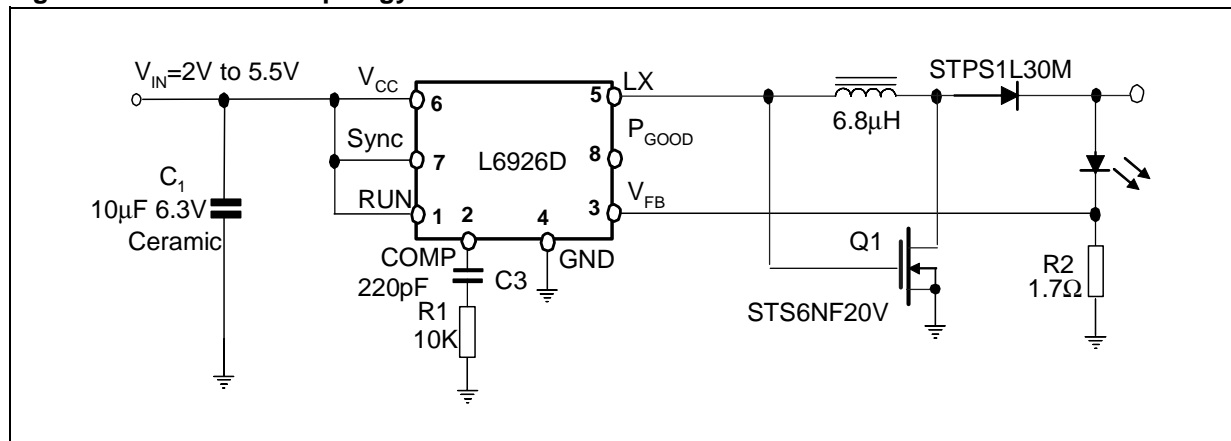 V_IN=2V to 5.5V
V_CC
6
Sync
7
RUN
1
L6926D
5
LX
P_GOOD
8
V_FB
3
2
4
COMP
GND
C_1
10μF 6.3V
Ceramic
220pF
C3
R1
10K
6.8μH
STPS1L30M
Q1
STS6NF20V
R2
1.7Ω